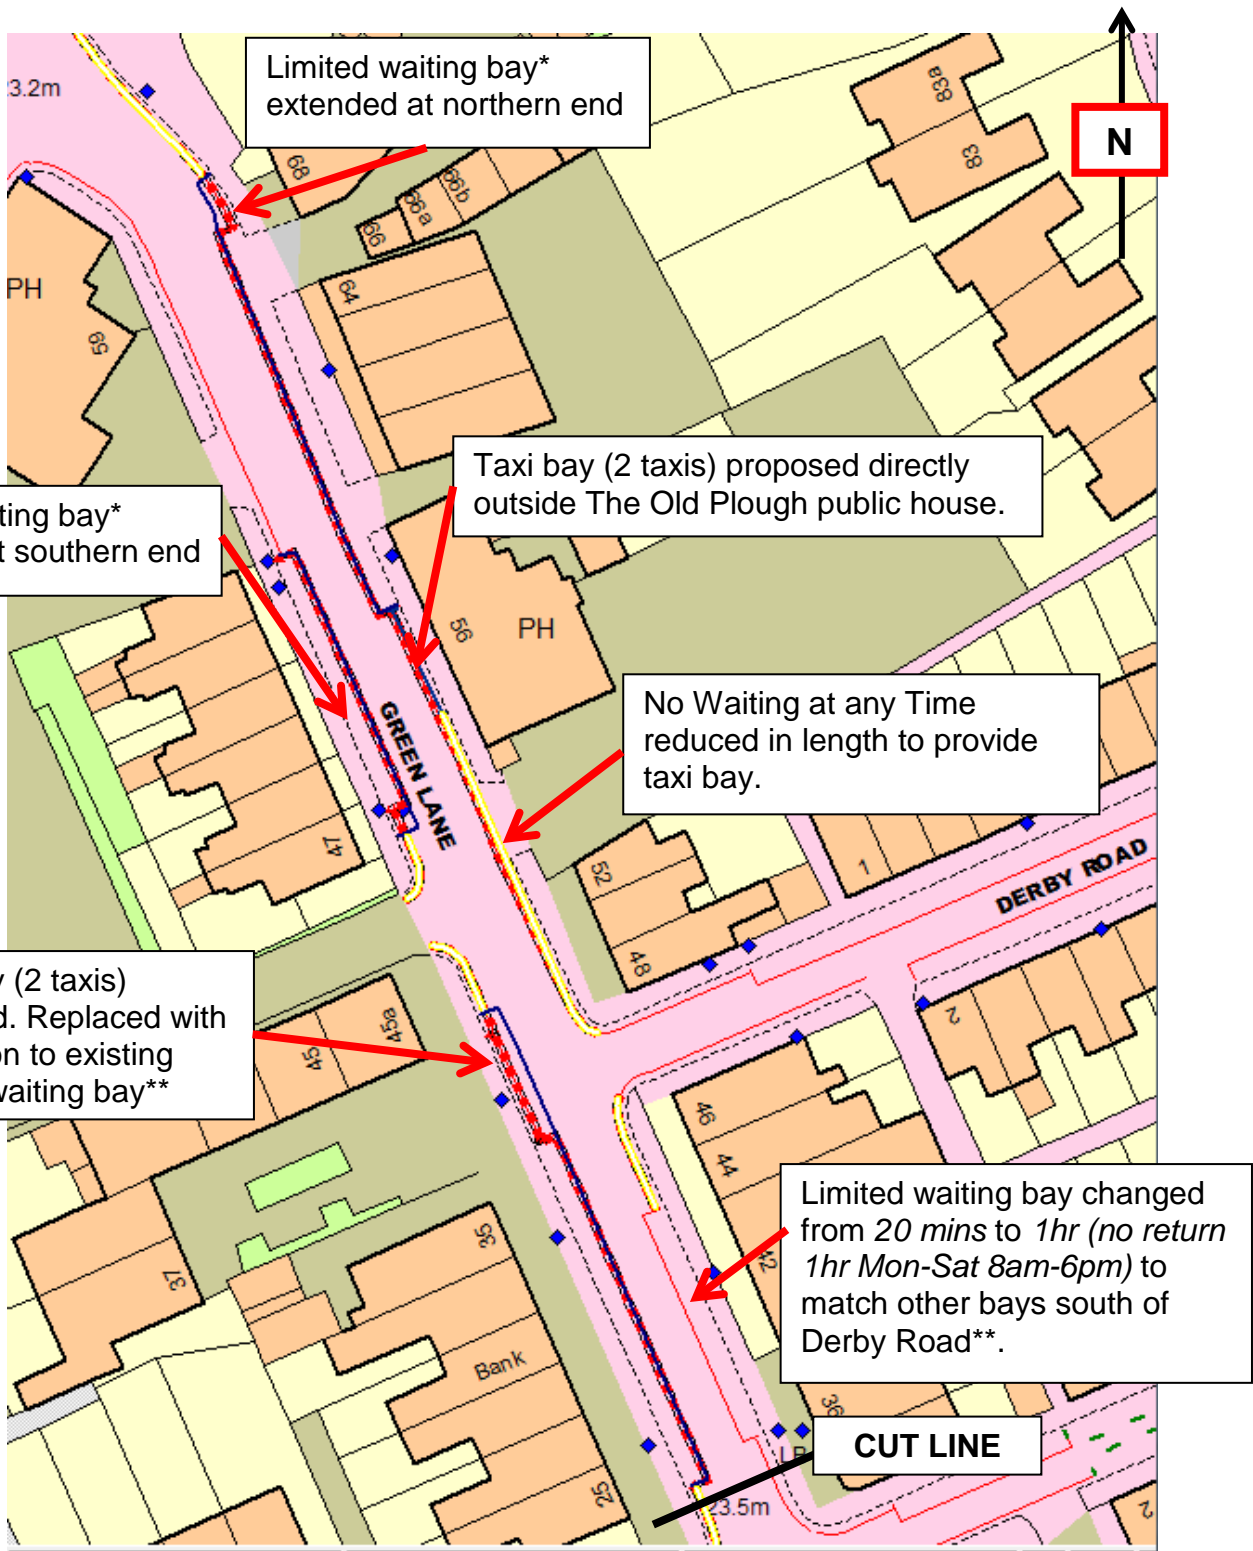 Limited waiting bay*
extended at northern end
N
3.2m
83a
83
68
66b
66a
66
PH
59
64
Taxi bay (2 taxis) proposed directly
outside The Old Plough public house.
ting bay*
t southern end
56
PH
GREEN LANE
No Waiting at any Time
reduced in length to provide
taxi bay.
47
52
48
1
DERBY ROAD
y (2 taxis)
d. Replaced with
on to existing
waiting bay**
45a
45
2
46
44
42
37
35
Limited waiting bay changed
from 20 mins to 1hr (no return
1hr Mon-Sat 8am-6pm) to
match other bays south of
Derby Road**.
Bank
36
25
CUT LINE
23.5m
2